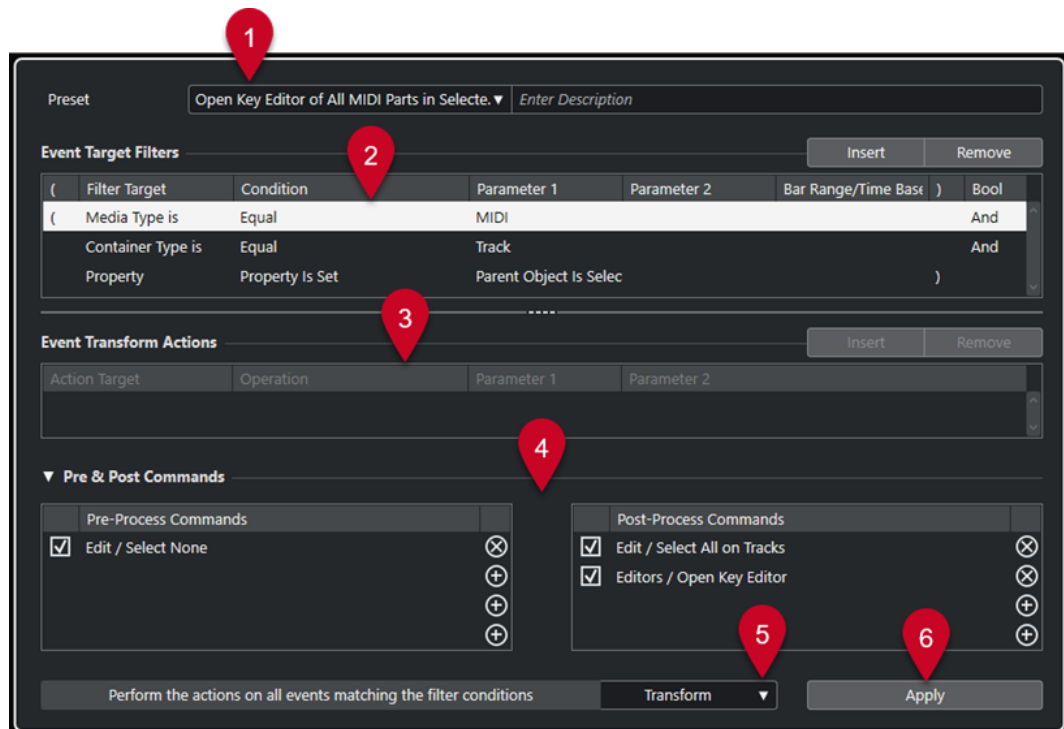 1
Preset Open Key Editor of All MIDI Parts in Selecte. Enter Description
2
Event Target Filters Insert Remove
( Filter Target Condition Parameter 1 Parameter 2 Bar Range/Time Base ) Bool
( Media Type is Equal MIDI And
Container Type is Equal Track And
Property Property Is Set Parent Object Is Selec )
3
Event Transform Actions Insert Remove
Action Target Operation Parameter 1 Parameter 2
4
Pre & Post Commands
Pre-Process Commands Post-Process Commands
Edit / Select None Edit / Select All on Tracks
Editors / Open Key Editor
5 6
Perform the actions on all events matching the filter conditions Transform Apply